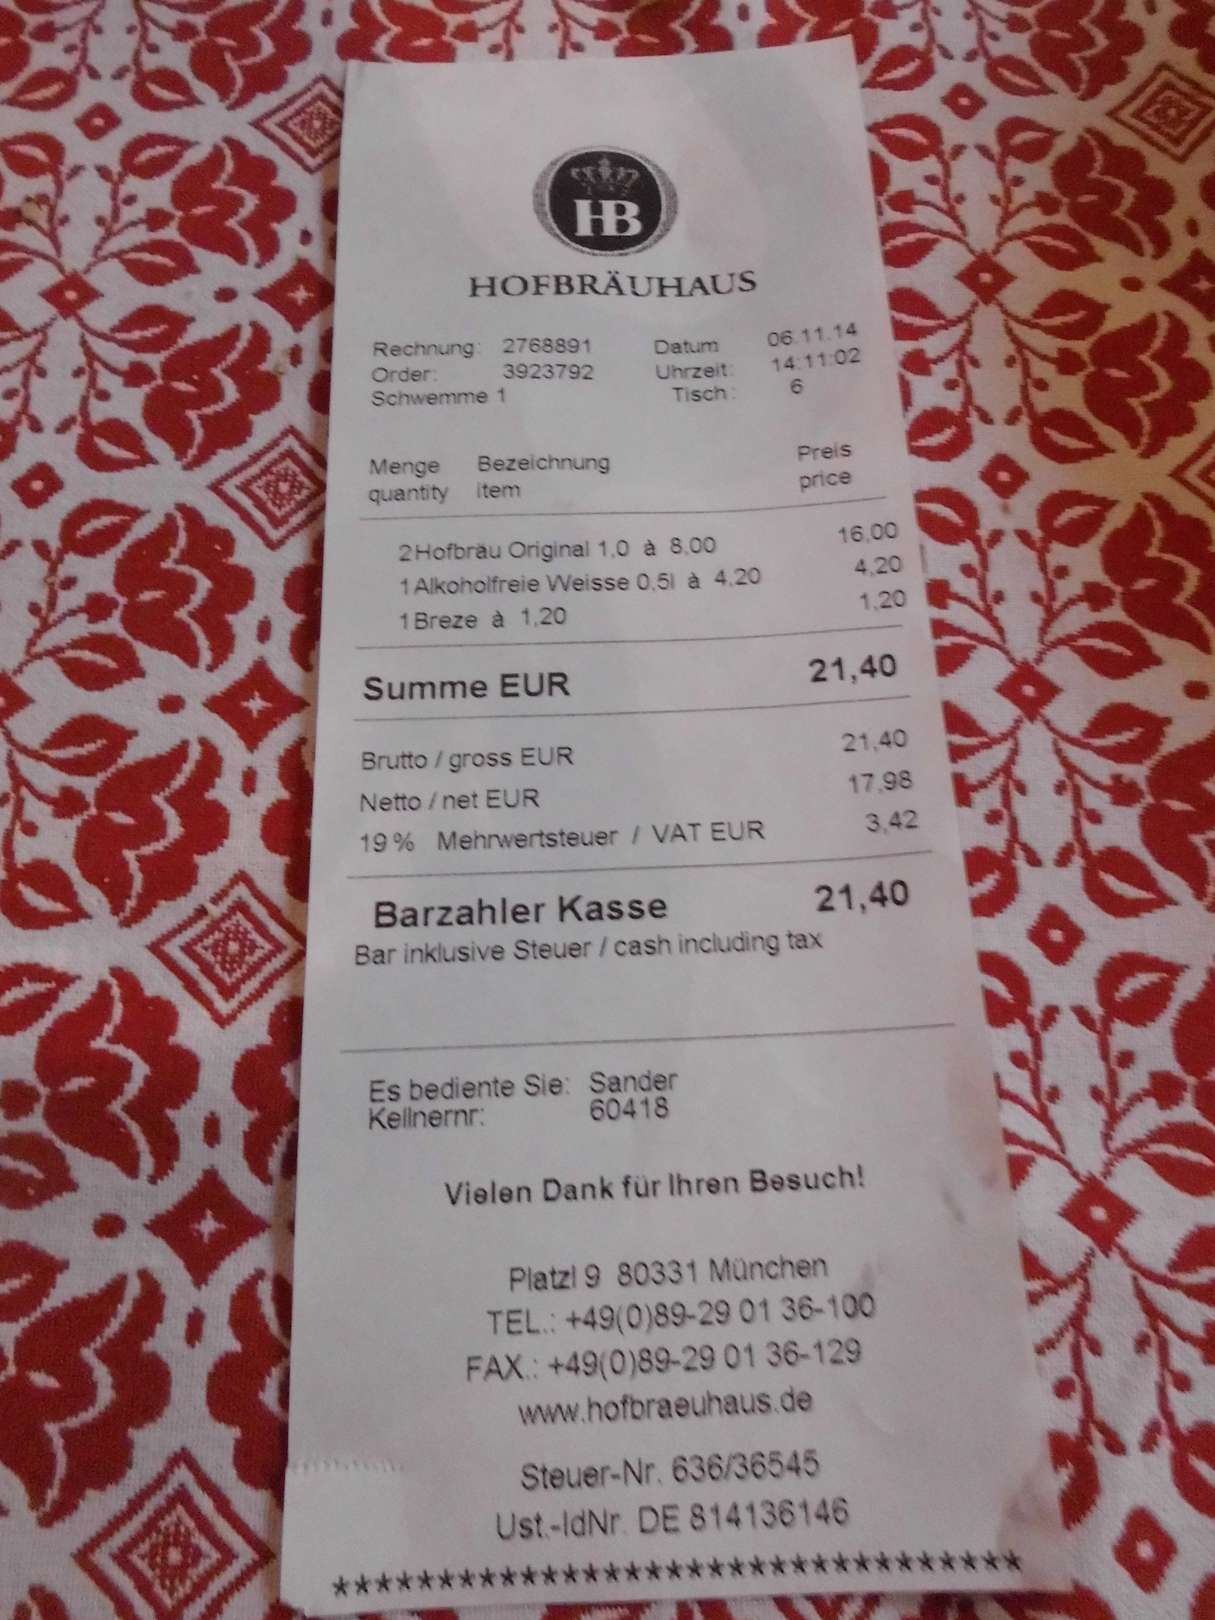 HB
HOFBRÄUHAUS
Rechnung: 2768891 Datum 06.11.14
Order: 3923792 Uhrzeit: 14:11:02
Schwemme 1 Tisch: 6
Menge Bezeichnung Preis
quantity item price
2 Hofbräu Original 1,0 à 8,00 16,00
1 Alkoholfreie Weisse 0,5l à 4,20 4,20
1 Breze à 1,20 1,20
Summe EUR 21,40
Brutto / gross EUR 21,40
Netto / net EUR 17,98
19 % Mehrwertsteuer / VAT EUR 3,42
Barzahler Kasse 21,40
Bar inklusive Steuer / cash including tax
Es bediente Sie: Sander
Kellnernr: 60418
Vielen Dank für Ihren Besuch!
Platzl 9 80331 München
TEL.: +49(0)89-29 01 36-100
FAX.: +49(0)89-29 01 36-129
www.hofbraeuhaus.de
Steuer-Nr. 636/36545
Ust.-IdNr. DE 814136146
********************************